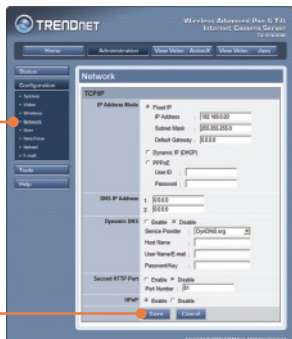 TRENDNET
Wireless Advanced Pan & Tilt
Internet Camera Server
Home
Administration
View Video - ActiveX
View Video - Java
Status
Configuration
System
Video
Wireless
Network
User
Date/Time
Upload
E-mail
Tools
Help
Network
TCP/IP
IP Address Mode
Fixed IP
IP Address : 192.168.0.20
Subnet Mask : 255.255.255.0
Default Gateway : 0.0.0.0
Dynamic IP (DHCP)
PPPoE
User ID :
Password :
DNS IP Address
1. 0.0.0.0
2. 0.0.0.0
Dynamic DNS
Enable Disable
Service Provider : DynDNS.org
Host Name :
User Name/E-mail :
Password/Key :
Second HTTP Port
Enable Disable
Port Number : 81
UPnP
Enable Disable
Save
Cancel